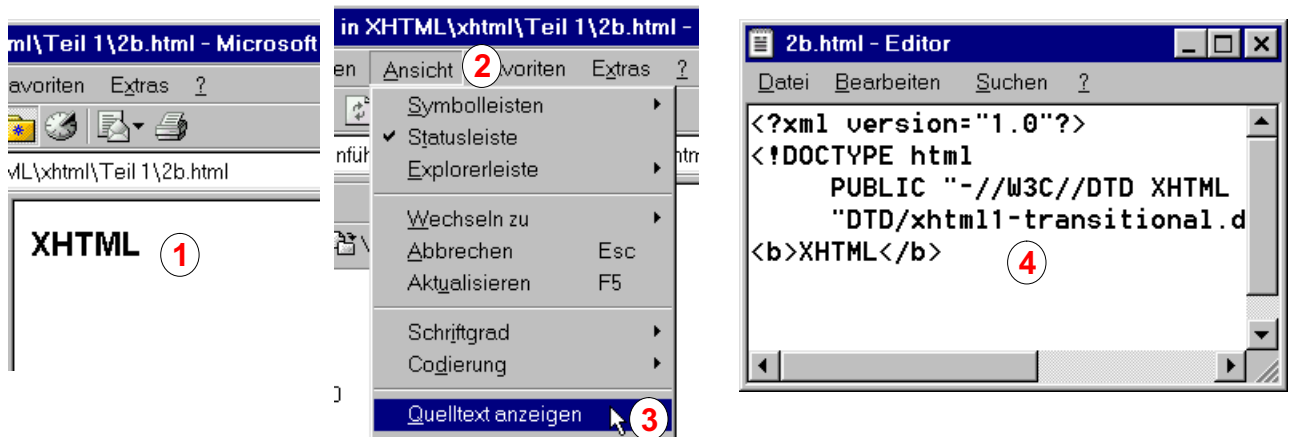 ml\Teil 1\2b.html - Microsoft
avoriten Extras ?
ML\xhtml\Teil 1\2b.html
XHTML
1
in XHTML\xhtml\Teil 1\2b.html -
en Ansicht 2 avoriten Extras ?
Symbolleisten
Statusleiste
Explorerleiste
Wechseln zu
Abbrechen Esc
Aktualisieren F5
Schriftgrad
Codierung
Quelltext anzeigen
3
2b.html - Editor
Datei Bearbeiten Suchen ?
<?xml version="1.0"?>
<!DOCTYPE html
PUBLIC "-//W3C//DTD XHTML
"DTD/xhtml1-transitional.d
<b>XHTML</b>
4